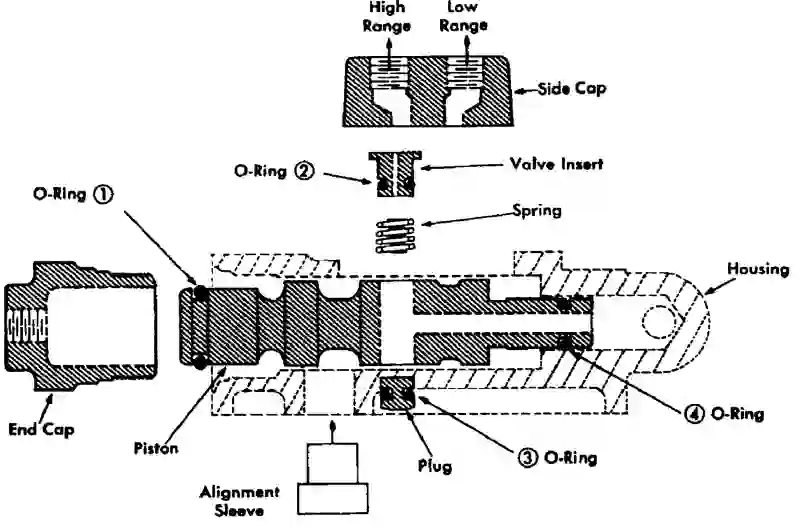 High
Range
Low
Range
Side Cap
O-Ring ②
Valve Insert
O-Ring ①
Spring
Housing
End Cap
Piston
④ O-Ring
③ O-Ring
Plug
Alignment
Sleeve